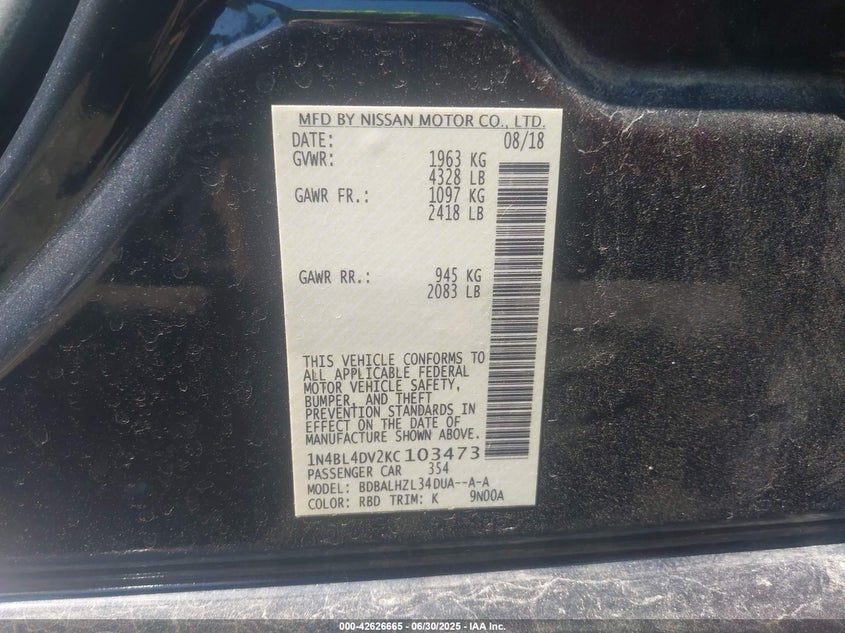 MFD BY NISSAN MOTOR CO., LTD.
DATE: 08/18
GVWR: 1963 KG
4328 LB
GAWR FR.: 1097 KG
2418 LB
GAWR RR.: 945 KG
2083 LB
THIS VEHICLE CONFORMS TO
ALL APPLICABLE FEDERAL
MOTOR VEHICLE SAFETY,
BUMPER, AND THEFT
PREVENTION STANDARDS IN
EFFECT ON THE DATE OF
MANUFACTURE SHOWN ABOVE.
1N4BL4DV2KC103473
PASSENGER CAR 354
MODEL: BDBALHZL34DUA--A-A
COLOR: RBD TRIM: K 9N00A
000-42626665 - 06/30/2025 - IAA Inc.